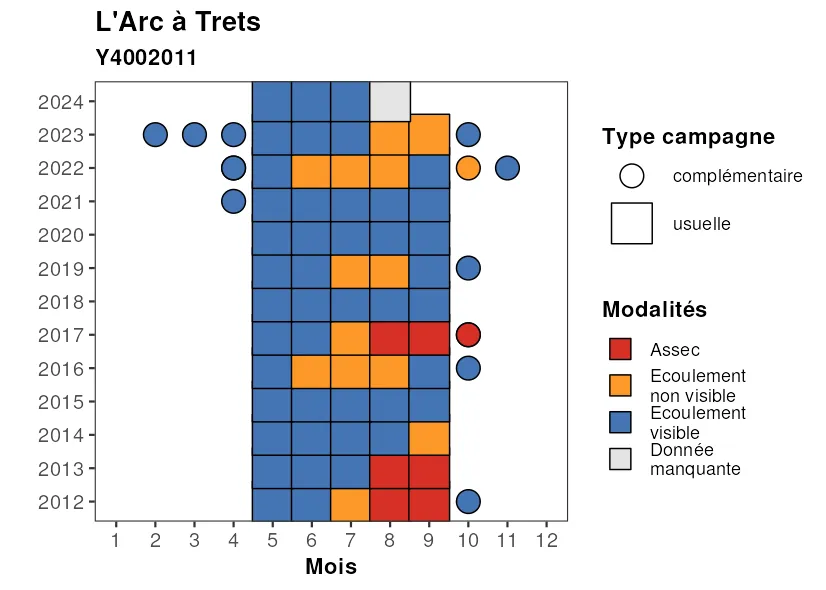 L'Arc à Trets
Y4002011
2024
2023
2022
2021
2020
2019
2018
2017
2016
2015
2014
2013
2012
1 2 3 4 5 6 7 8 9 10 11 12
Mois
Type campagne
complémentaire
usuelle
Modalités
Assec
Ecoulement
non visible
Ecoulement
visible
Donnée
manquante